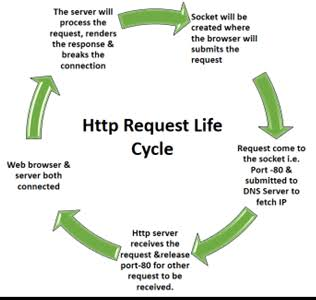 The server will
process the
request, renders
the response &
breaks the
connection
Socket will be
created where
the browser will
submits the
request
Http Request Life
Cycle
Request come to
the socket i.e.
Port -80 &
submitted to
DNS Server to
fetch IP
Http server
receives the
request &release
port-80 for other
request to be
received.
Web browser &
server both
connected